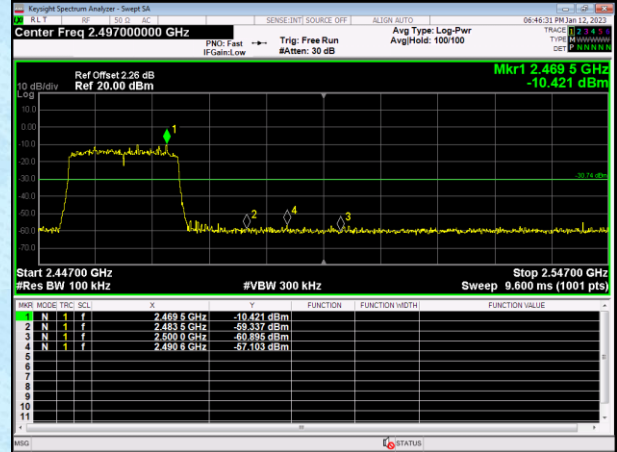 Keysight Spectrum Analyzer - Swept SA
RLT RF 50 Ω AC SENSE:INT SOURCE OFF ALIGN AUTO 06:46:31 PM Jan 12, 2023
Center Freq 2.497000000 GHz
PNO: Fast
IFGain:Low
Trig: Free Run
#Atten: 30 dB
Avg Type: Log-Pwr
Avg|Hold: 100/100
TRACE 1 2 3 4 5 6
TYPE M W W W W W
DET P N N N N N
Ref Offset 2.26 dB
Ref 20.00 dBm
10 dB/div
Log
Mkr1 2.469 5 GHz
-10.421 dBm
10.0
0.00
-10.0
-20.0
-30.0
-40.0
-50.0
-60.0
-70.0
1
-30.74 dBm
2
4
3
Start 2.44700 GHz
Stop 2.54700 GHz
#Res BW 100 kHz
#VBW 300 kHz
Sweep 9.600 ms (1001 pts)
MKR MODE TRC SCL X Y FUNCTION FUNCTION WIDTH FUNCTION VALUE
1 N 1 f 2.469 5 GHz -10.421 dBm
2 N 1 f 2.483 5 GHz -59.337 dBm
3 N 1 f 2.500 0 GHz -60.895 dBm
4 N 1 f 2.490 6 GHz -57.103 dBm
5
6
7
8
9
10
11
MSG STATUS